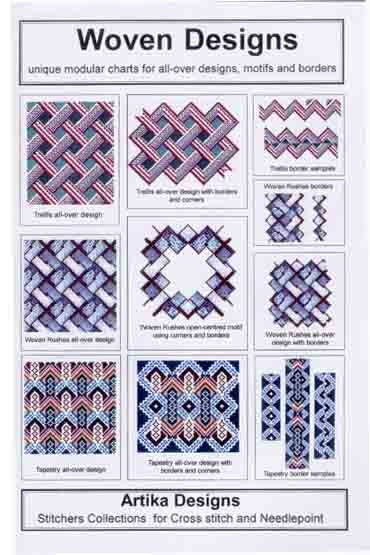 Woven Designs
unique modular charts for all-over designs, motifs and borders
Trellis all-over design
Trellis all-over design with borders
and corners
Trellis border samples
Woven Rushes borders
Woven Rushes all-over design
Woven Rushes open-centred motif
using corners and borders
Woven Rushes all-over
design with borders
Tapestry all-over design
Tapestry all-over design with
borders and corners
Tapestry border samples
Artika Designs
Stitchers Collections for Cross stitch and Needlepoint